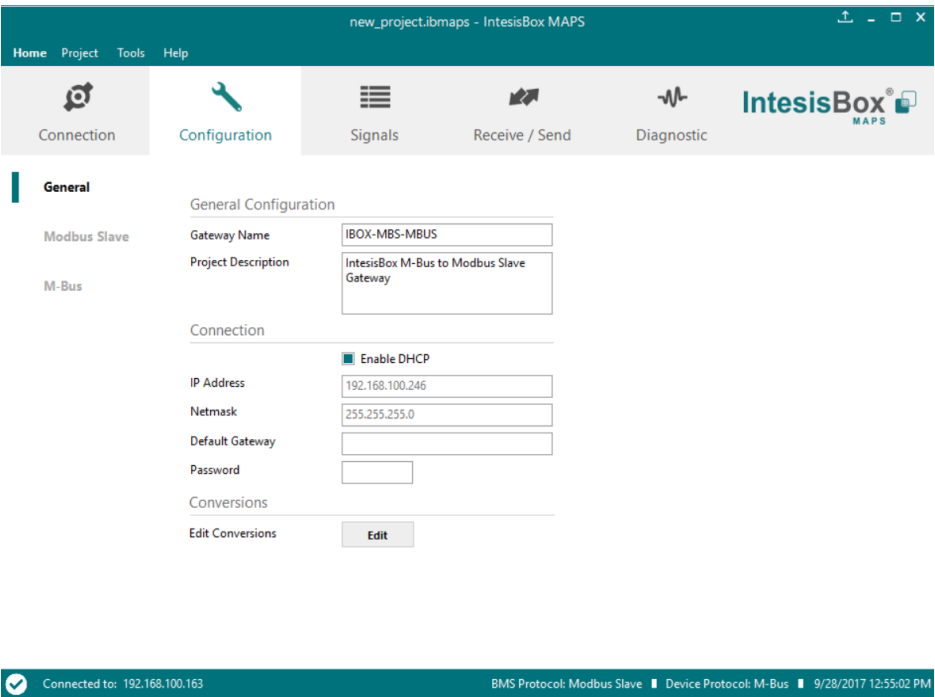 new_project.ibmaps - IntesisBox MAPS
Home Project Tools Help
Connection Configuration Signals Receive / Send Diagnostic
IntesisBox®
MAPS
General
Modbus Slave
M-Bus
General Configuration
Gateway Name IBOX-MBS-MBUS
Project Description IntesisBox M-Bus to Modbus Slave
Gateway
Connection
Enable DHCP
IP Address 192.168.100.246
Netmask 255.255.255.0
Default Gateway
Password
Conversions
Edit Conversions Edit
Connected to: 192.168.100.163 BMS Protocol: Modbus Slave Device Protocol: M-Bus 9/28/2017 12:55:02 PM